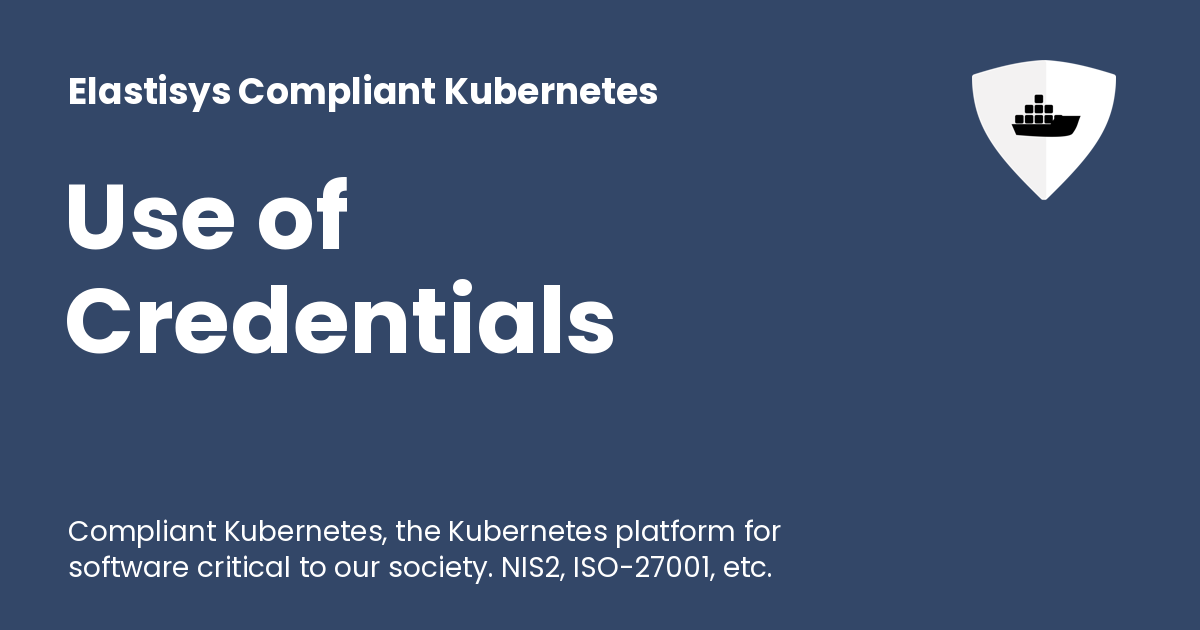 Elastisys Compliant Kubernetes
Use of
Credentials
Compliant Kubernetes, the Kubernetes platform for
software critical to our society. NIS2, ISO-27001, etc.